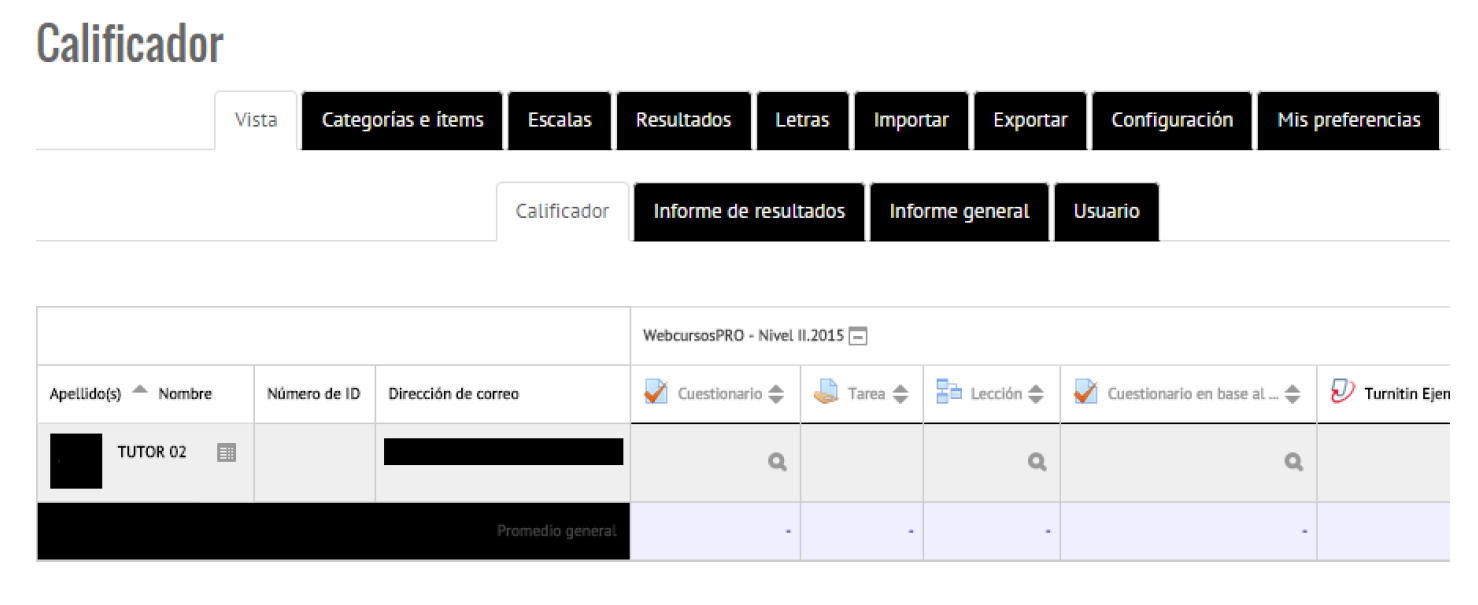 Calificador
Vista Categorías e ítems Escalas Resultados Letras Importar Exportar Configuración Mis preferencias
Calificador Informe de resultados Informe general Usuario
WebcursosPRO - Nivel II.2015
Apellido(s) Nombre Número de ID Dirección de correo Cuestionario Tarea Lección Cuestionario en base al ... Turnitin Ejen
TUTOR 02
Promedio general - - - -